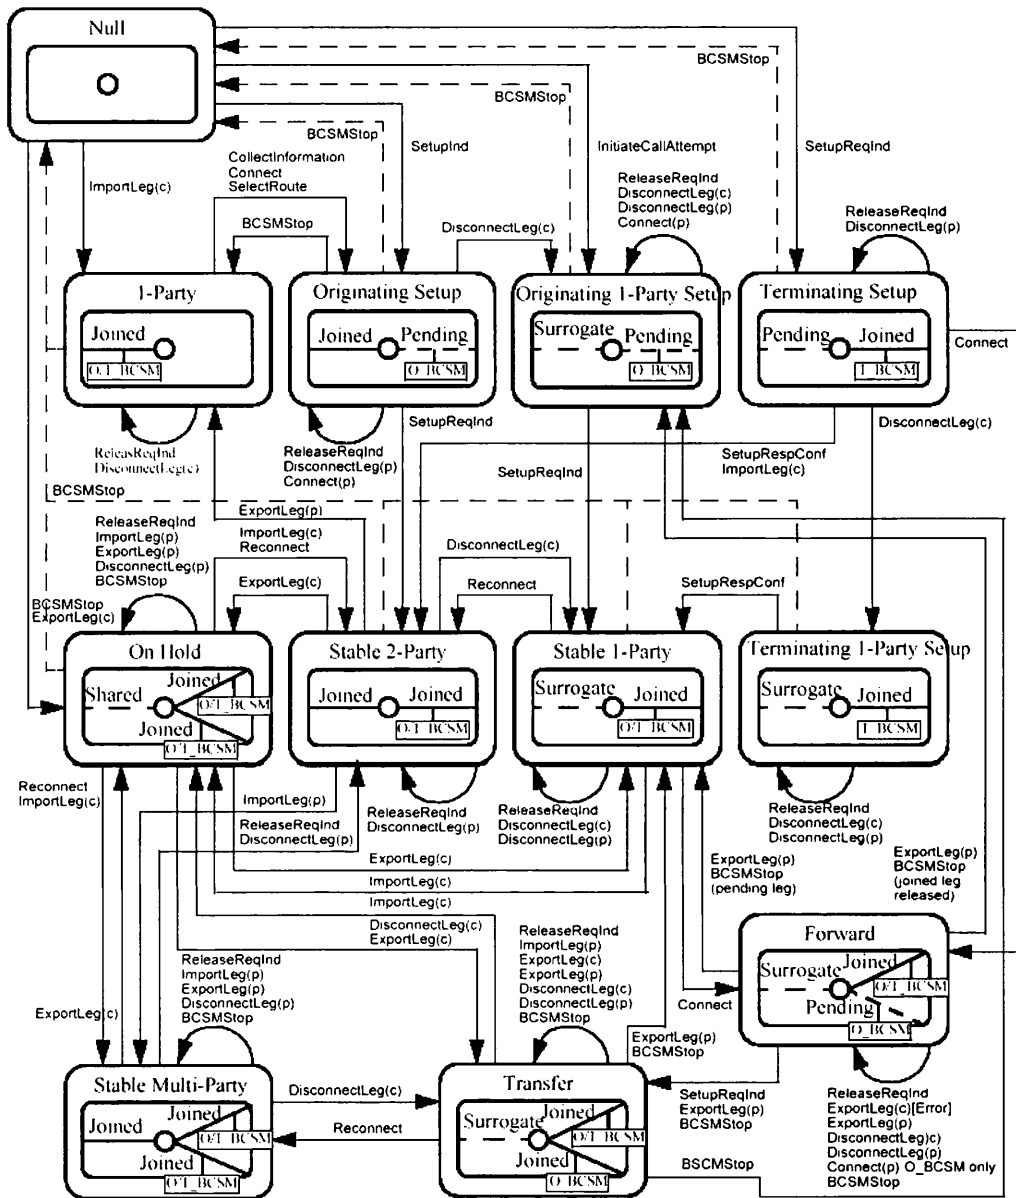 Null
BCSMStop
BCSMStop
BCSMStop
CollectInformation
Connect
SelectRoute
SetupInd
InitiateCallAttempt
SetupReqInd
ImportLeg(c)
BCSMStop
DisconnectLeg(c)
ReleaseReqInd
DisconnectLeg(c)
DisconnectLeg(p)
Connect(p)
ReleaseReqInd
DisconnectLeg(p)
1-Party
Joined
O/T_BCSM
Originating Setup
Joined
Pending
O_BCSM
Originating 1-Party Setup
Surrogate
Pending
O_BCSM
Terminating Setup
Pending
Joined
T_BCSM
Connect
ReleasReqInd
DisconnectLeg(c)
ReleaseReqInd
DisconnectLeg(p)
Connect(p)
SetupReqInd
SetupReqInd
SetupRespConf
ImportLeg(c)
DisconnectLeg(c)
BCSMStop
ReleaseReqInd
ImportLeg(p)
ExportLeg(p)
DisconnectLeg(p)
BCSMStop
ExportLeg(p)
ImportLeg(c)
Reconnect
ExportLeg(c)
DisconnectLeg(c)
Reconnect
SetupRespConf
BCSMStop
ExportLeg(c)
On Hold
Shared
Joined
O/T_BCSM
Joined
O/T_BCSM
Stable 2-Party
Joined
Joined
O/T_BCSM
Stable 1-Party
Surrogate
Joined
O/T_BCSM
Terminating 1-Party Setup
Surrogate
Joined
T_BCSM
Reconnect
ImportLeg(c)
ImportLeg(p)
ReleaseReqInd
DisconnectLeg(p)
ReleaseReqInd
DisconnectLeg(p)
ReleaseReqInd
DisconnectLeg(c)
DisconnectLeg(p)
ReleaseReqInd
DisconnectLeg(c)
DisconnectLeg(p)
ExportLeg(c)
ImportLeg(c)
ImportLeg(c)
DisconnectLeg(c)
ExportLeg(c)
ExportLeg(p)
BCSMStop
(pending leg)
ExportLeg(p)
BCSMStop
(joined leg
released)
ExportLeg(c)
ReleaseReqInd
ImportLeg(p)
ExportLeg(p)
DisconnectLeg(p)
BCSMStop
ReleaseReqInd
ImportLeg(p)
ExportLeg(c)
ExportLeg(p)
DisconnectLeg(c)
DisconnectLeg(p)
BCSMStop
Connect
Forward
Surrogate
Joined
O/T_BCSM
Pending
O_BCSM
ExportLeg(p)
BCSMStop
Stable Multi-Party
Joined
Joined
O/T_BCSM
Joined
O/T_BCSM
DisconnectLeg(c)
Reconnect
Transfer
Surrogate
Joined
O/T_BCSM
Joined
O_BCSM
SetupReqInd
ExportLeg(p)
BCSMStop
BSCMStop
ReleaseReqInd
ExportLeg(c)[Error]
ExportLeg(p)
DisconnectLeg)c)
DisconnectLeg(p)
Connect(p) O_BCSM only
BCSMStop